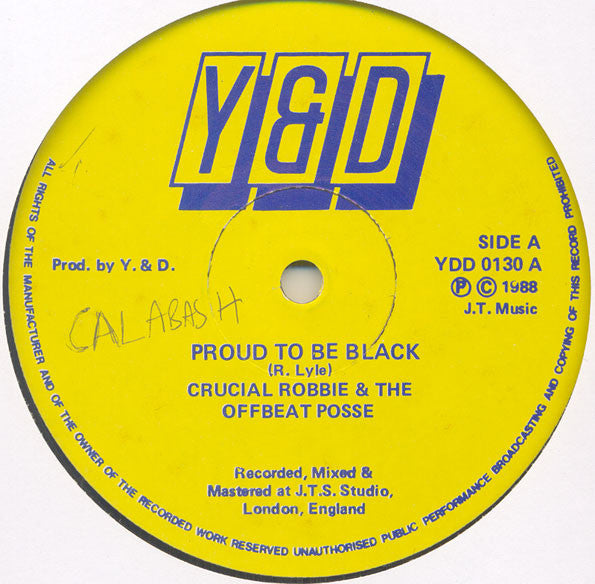 Y&D
SIDE A
Prod. by Y. & D.
YDD 0130 A
Ⓟ © 1988
J.T. Music
CALABASH
PROUD TO BE BLACK
(R. Lyle)
CRUCIAL ROBBIE & THE
OFFBEAT POSSE
Recorded, Mixed &
Mastered at J.T.S. Studio,
London, England
ALL RIGHTS OF THE MANUFACTURER AND OF THE OWNER OF THE RECORDED WORK RESERVED UNAUTHORISED PUBLIC PERFORMANCE BROADCASTING AND COPYING OF THIS RECORD PROHIBITED